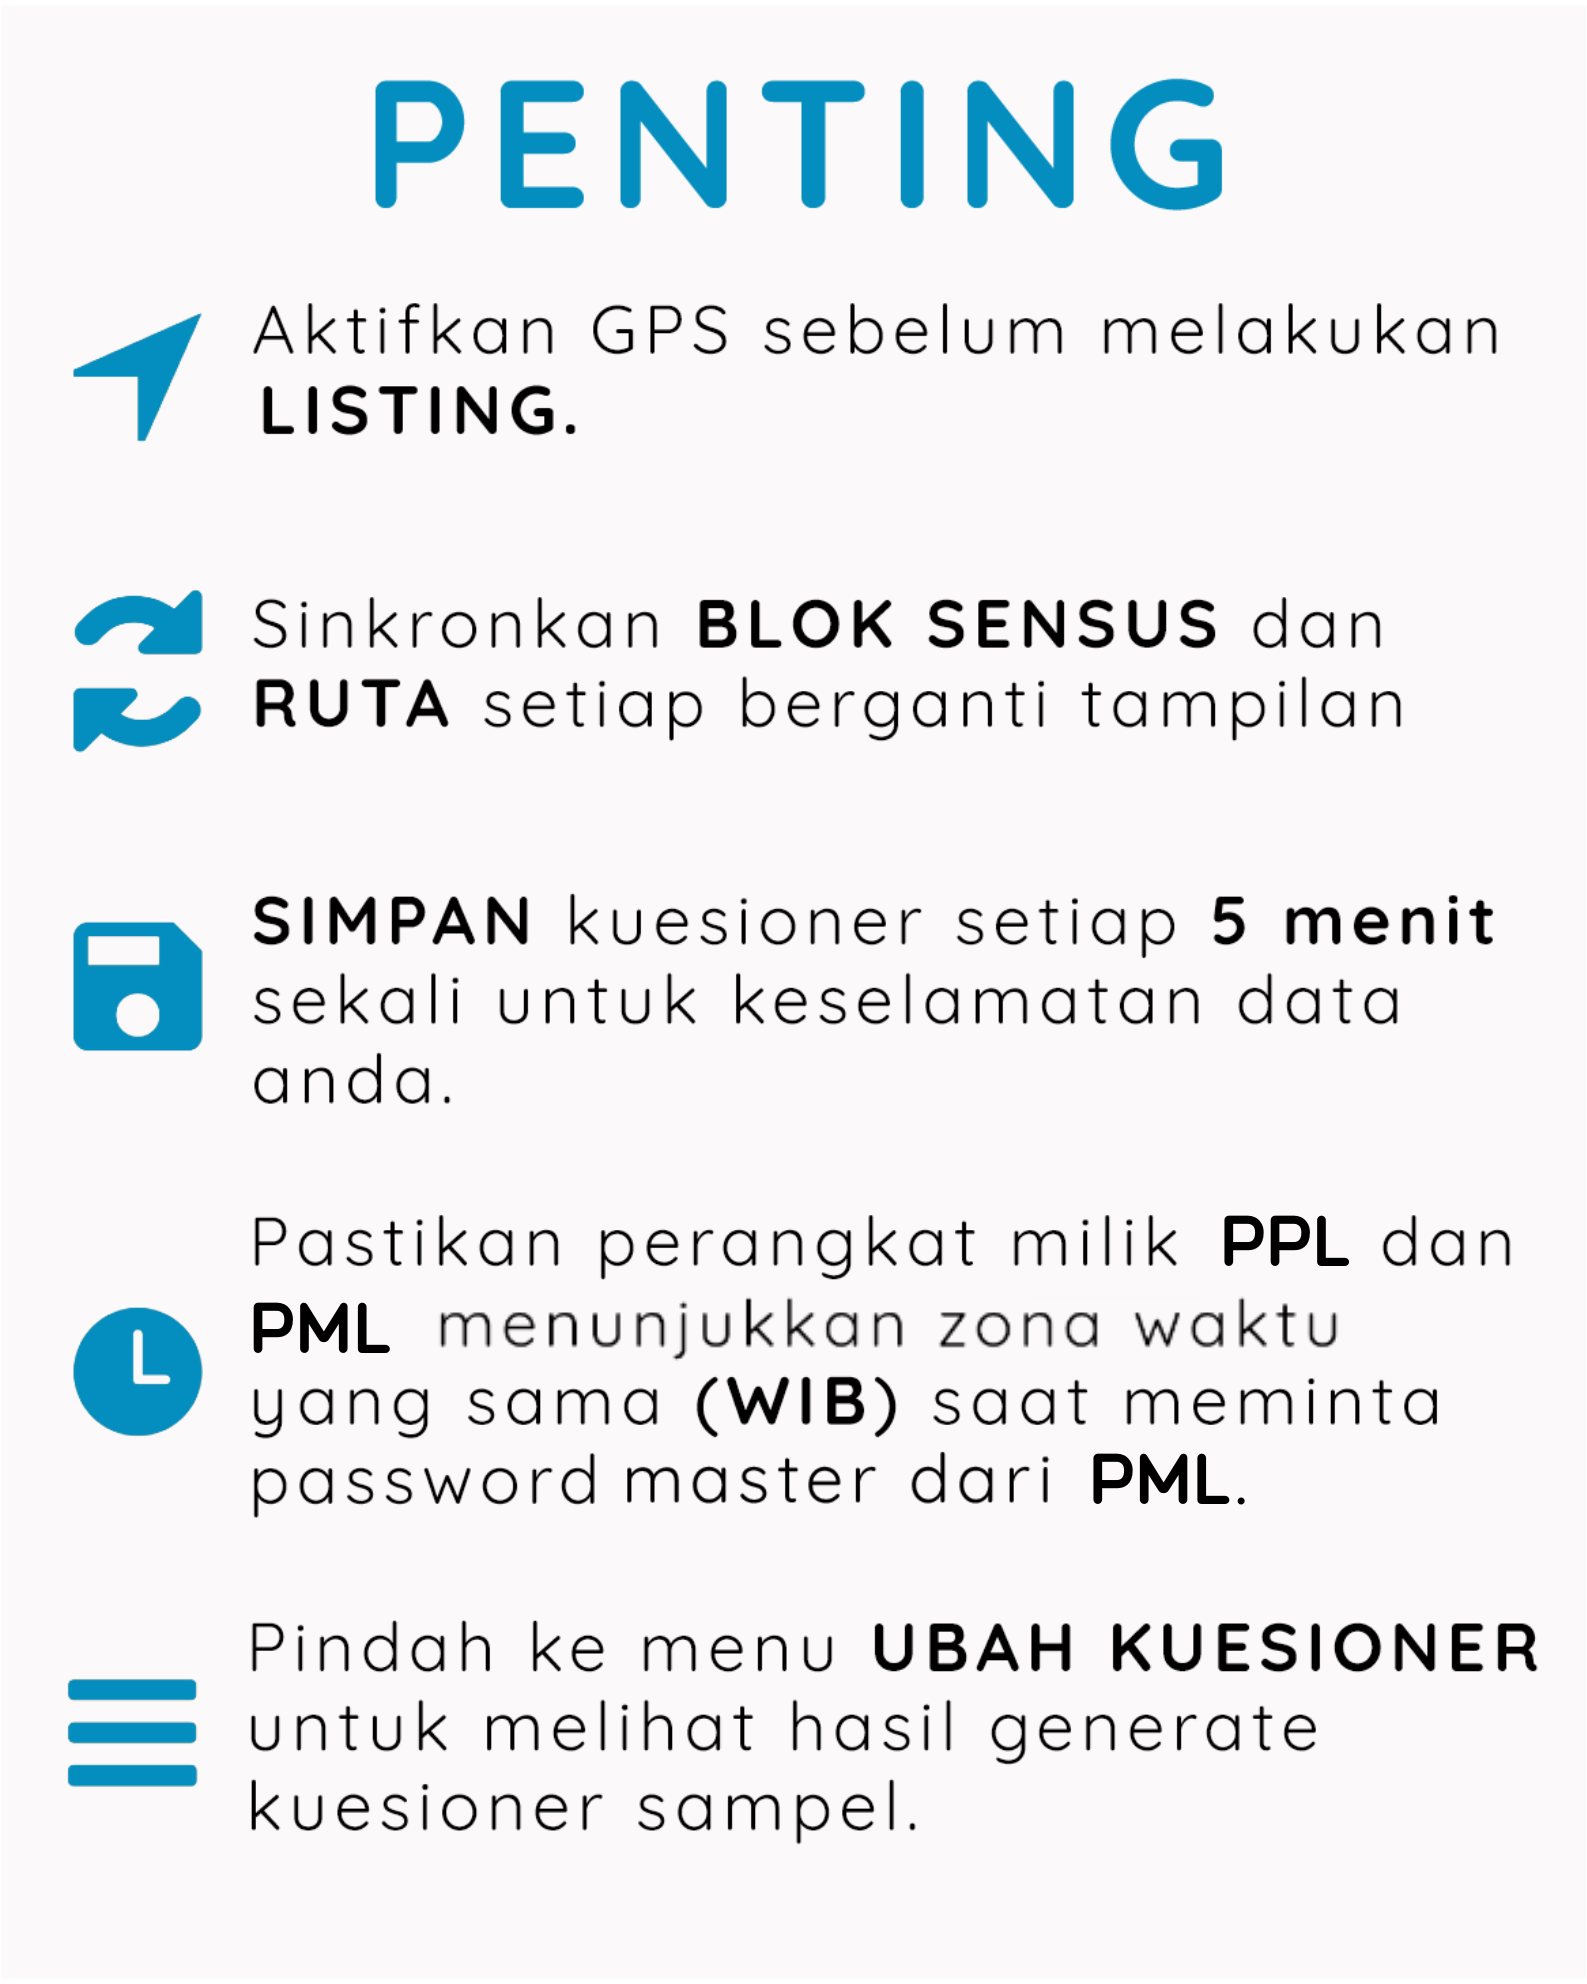 PENTING
Aktifkan GPS sebelum melakukan
LISTING.
Sinkronkan BLOK SENSUS dan
RUTA setiap berganti tampilan
SIMPAN kuesioner setiap 5 menit
sekali untuk keselamatan data
anda.
Pastikan perangkat milik PPL dan
PML menunjukkan zona waktu
yang sama (WIB) saat meminta
password master dari PML.
Pindah ke menu UBAH KUESIONER
untuk melihat hasil generate
kuesioner sampel.